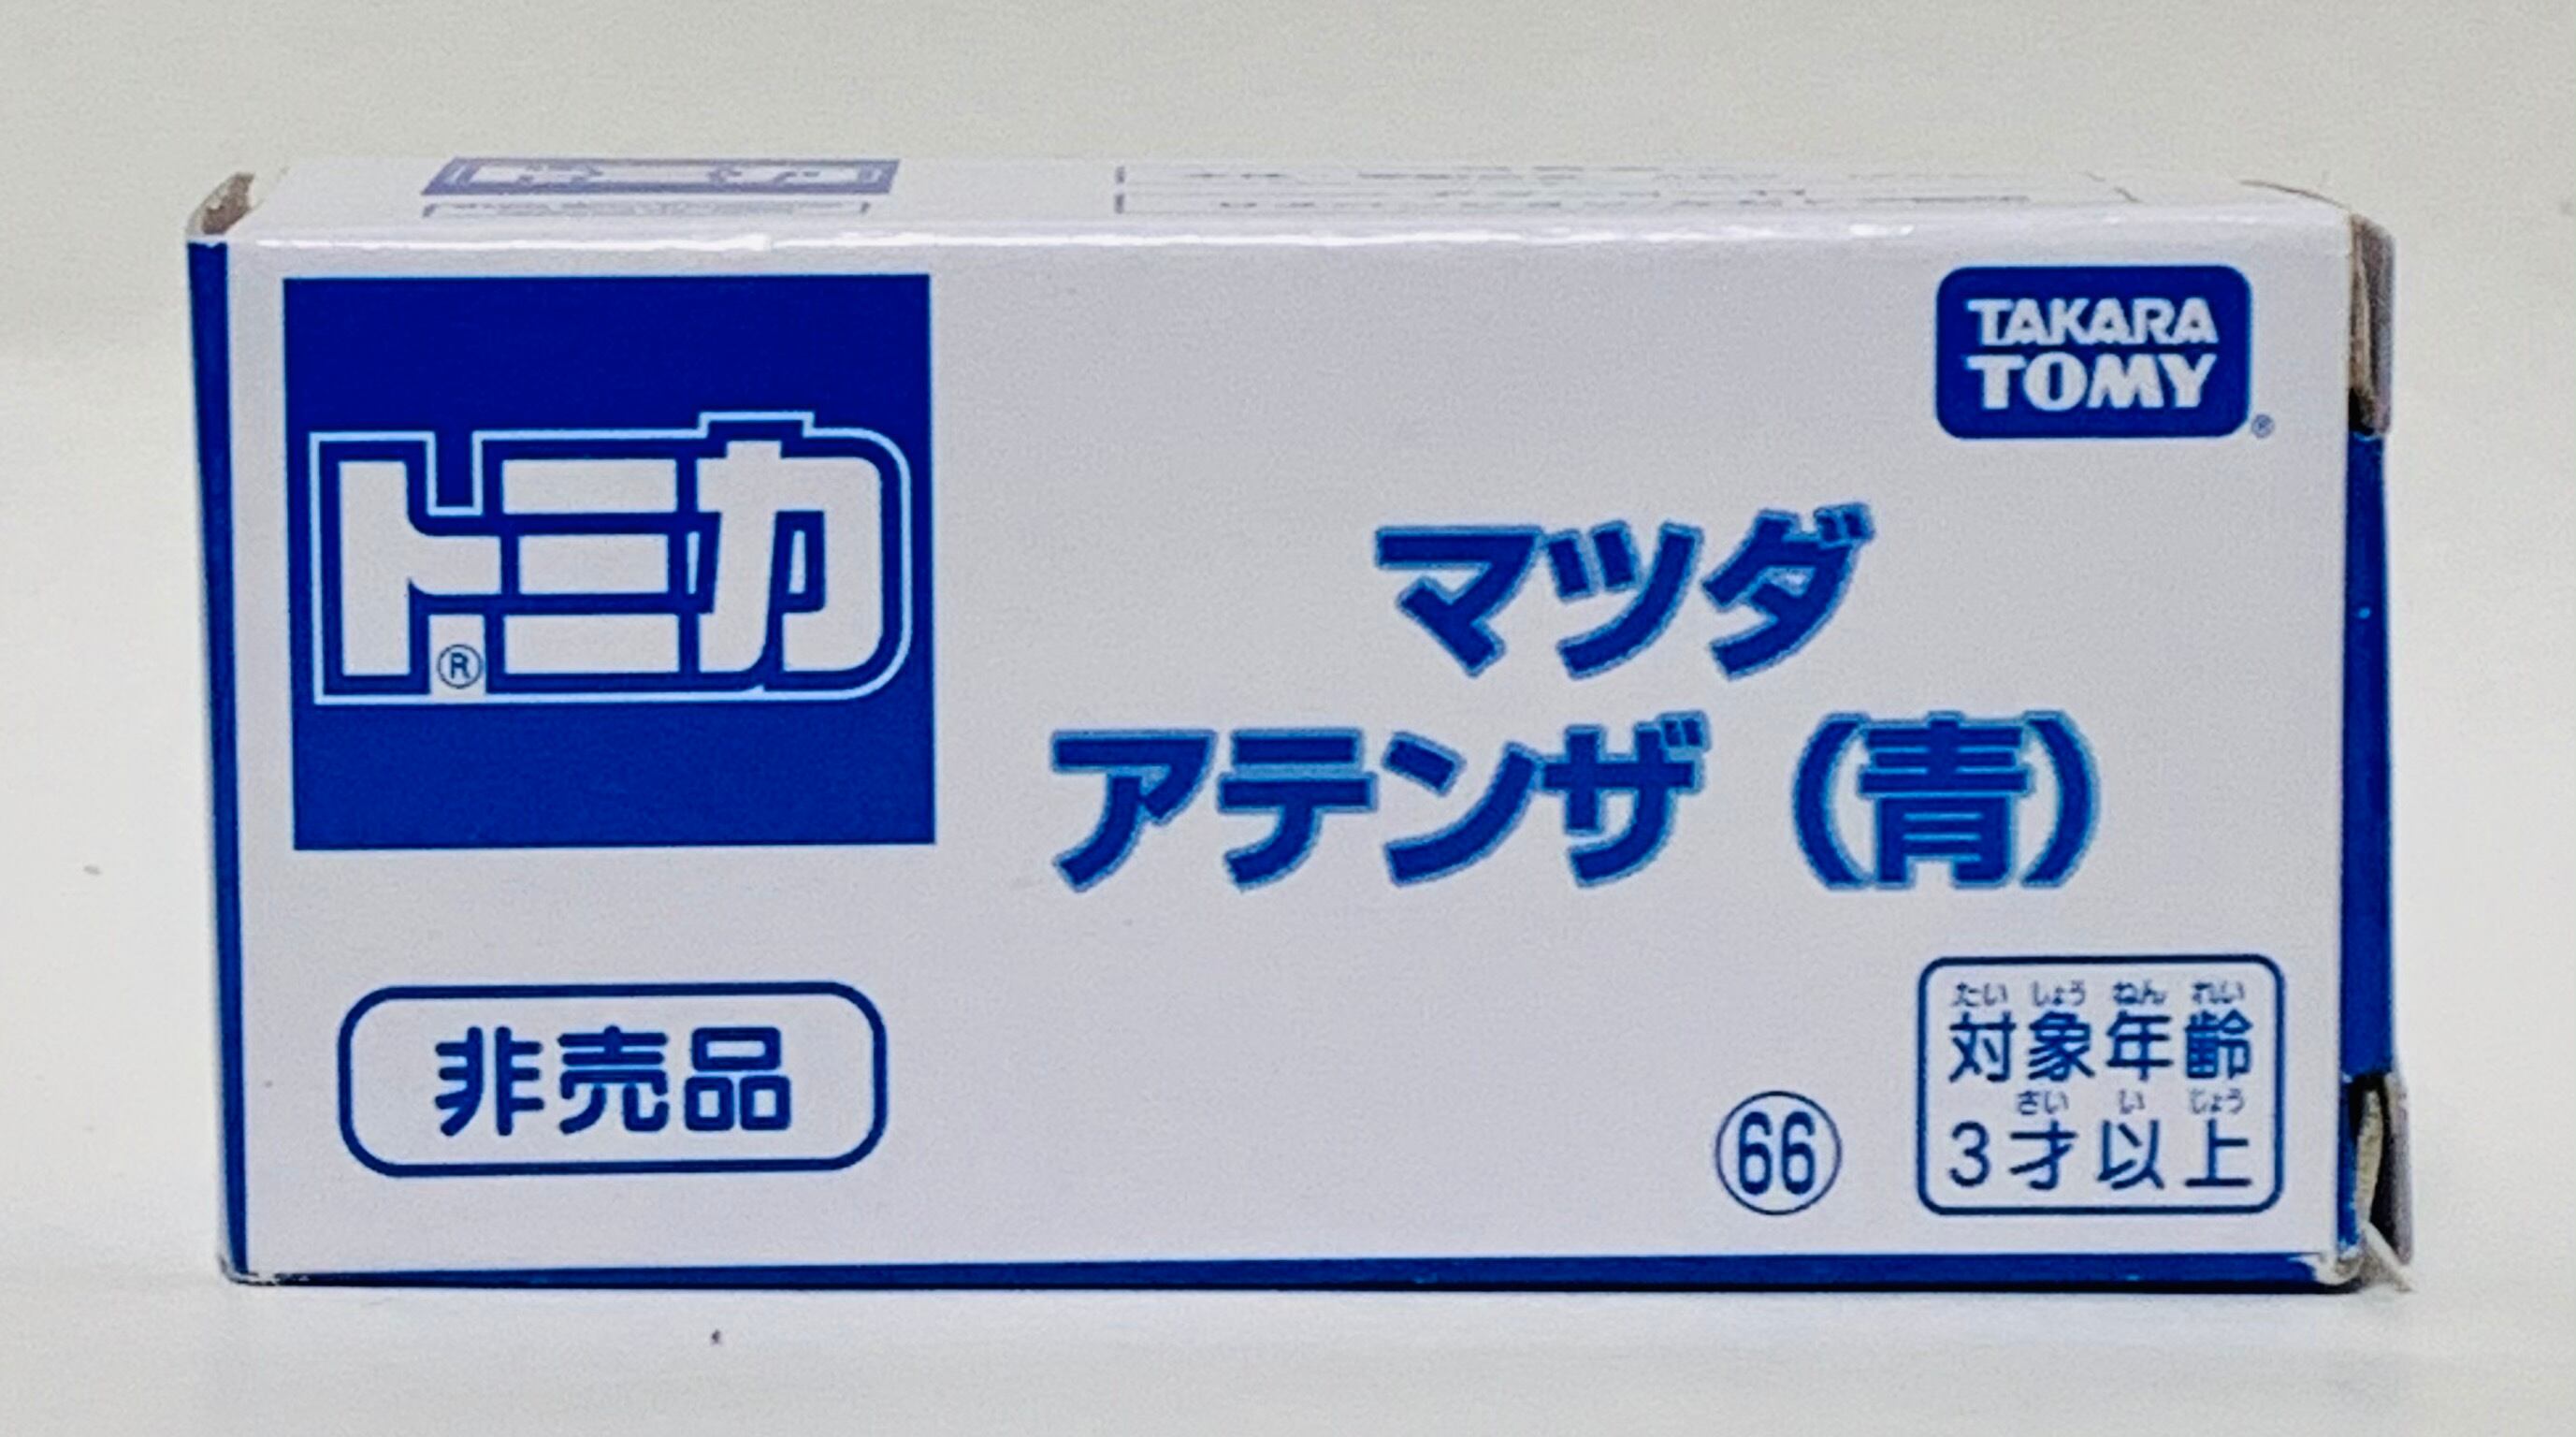 トミカ®
TAKARA
TOMY®
マツダ
アテンザ（青）
非売品
66
たいしょうねんれい
対象年齢
さいいじょう
3才以上